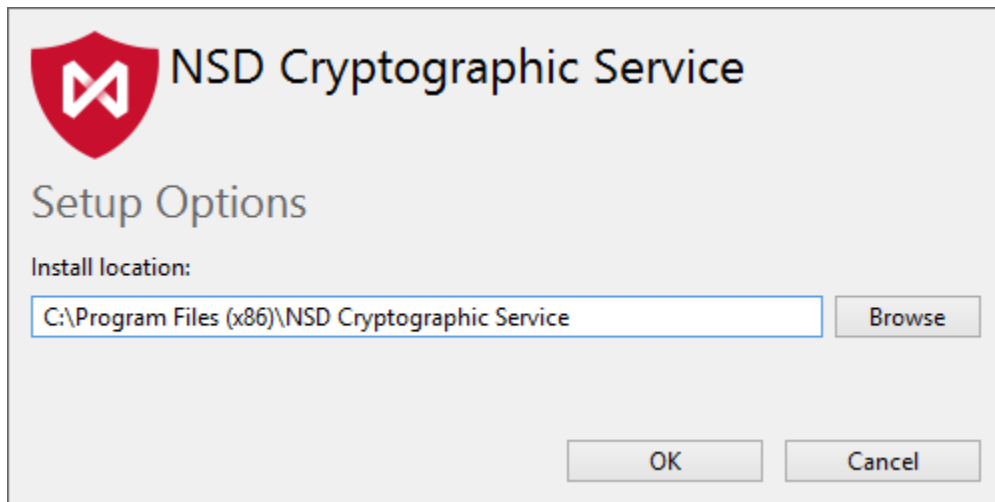 NSD Cryptographic Service
Setup Options
Install location:
C:\Program Files (x86)\NSD Cryptographic Service
Browse
OK
Cancel